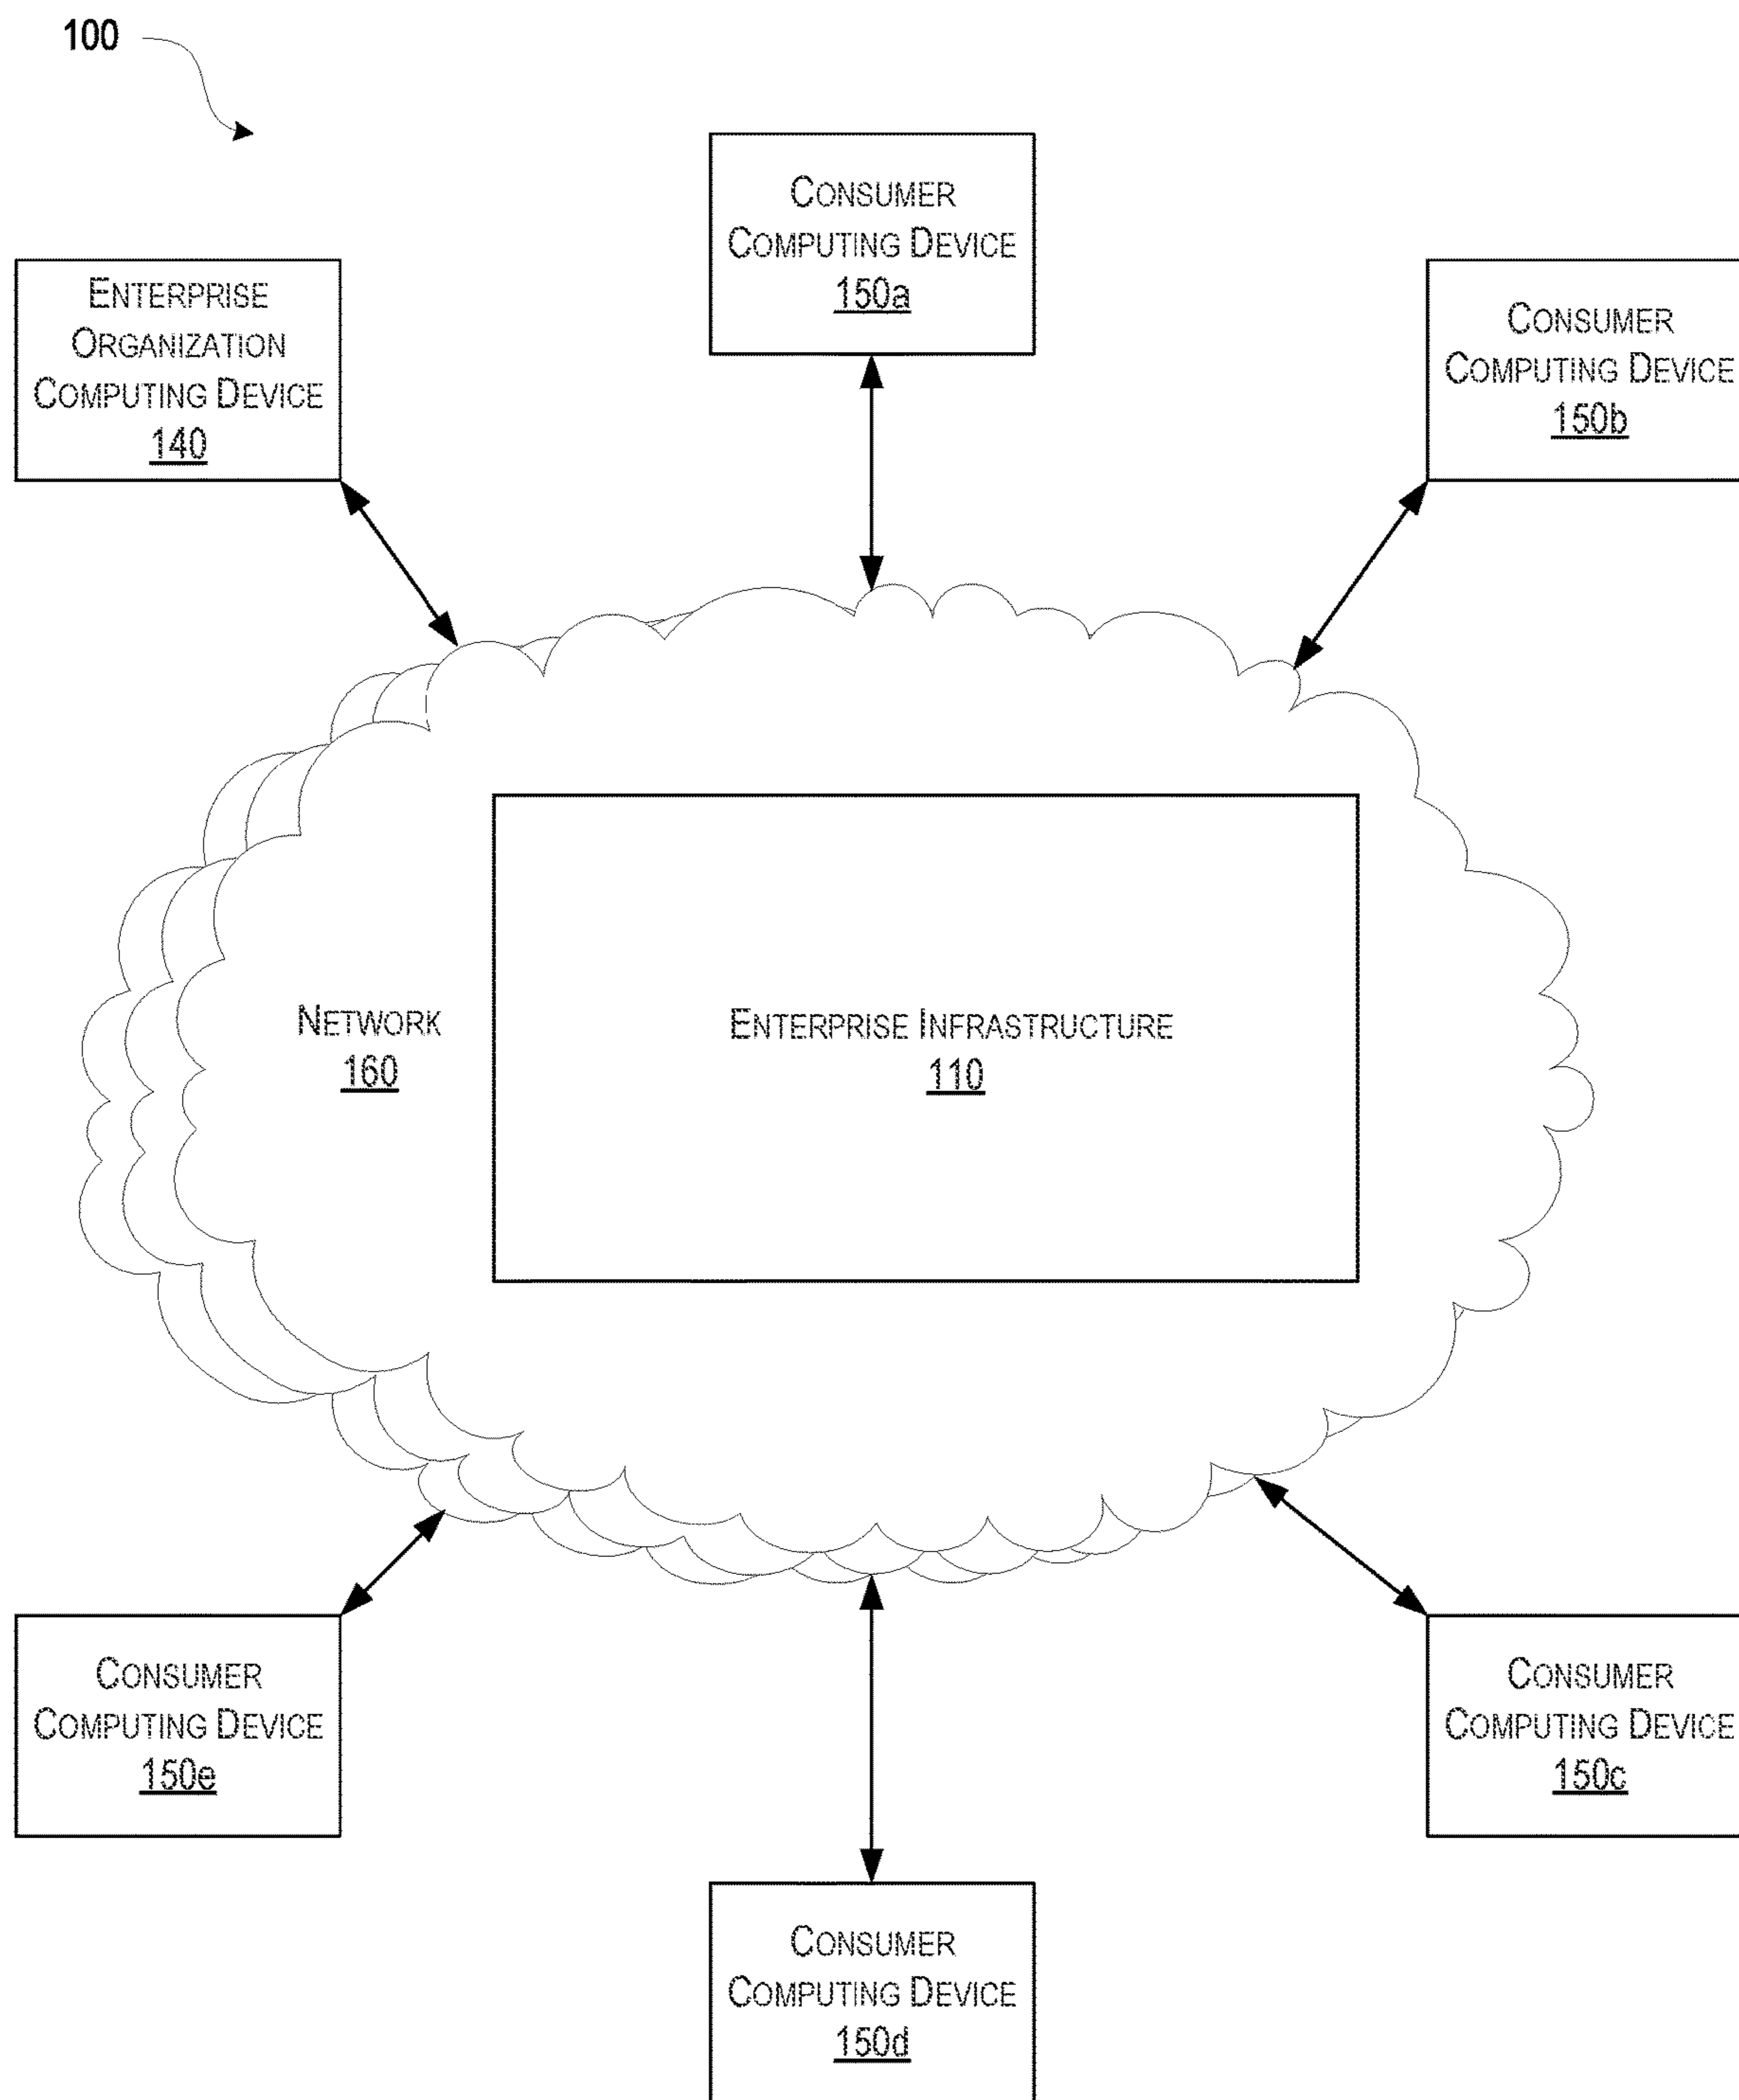 100
CONSUMER
COMPUTING DEVICE
150a
ENTERPRISE
ORGANIZATION
COMPUTING DEVICE
140
CONSUMER
COMPUTING DEVICE
150b
NETWORK
160
ENTERPRISE INFRASTRUCTURE
110
CONSUMER
COMPUTING DEVICE
150e
CONSUMER
COMPUTING DEVICE
150c
CONSUMER
COMPUTING DEVICE
150d